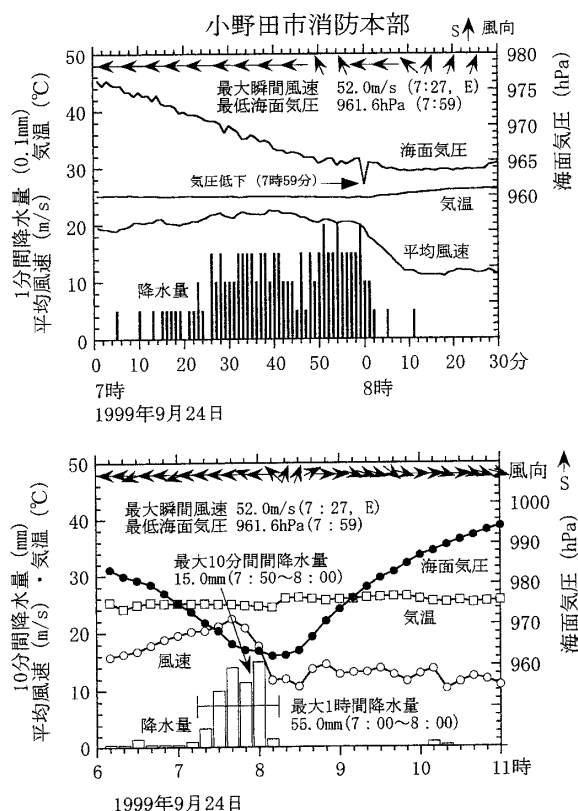 小野田市消防本部
S 風向
50
40
30
20
10
0
1分間降水量 (0.1mm)
平均風速 (m/s) 気温 (℃)
980
975
970
965
960
海面気圧 (hPa)
最大瞬間風速 52.0m/s (7:27, E)
最低海面気圧 961.6hPa (7:59)
海面気圧
気圧低下 (7時59分)
気温
平均風速
降水量
0 10 20 30 40 50 0 10 20 30分
7時 8時
1999年9月24日
風向
S
50
40
30
20
10
0
10分間降水量 (mm)
平均風速 (m/s) ・気温 (℃)
1000
990
980
970
960
海面気圧 (hPa)
最大瞬間風速 52.0m/s(7:27, E)
最低海面気圧 961.6hPa(7:59)
最大10分間間降水量
15.0mm(7:50～8:00)
海面気圧
気温
風速
降水量
最大1時間降水量
55.0mm(7:00～8:00)
6 7 8 9 10 11時
1999年9月24日